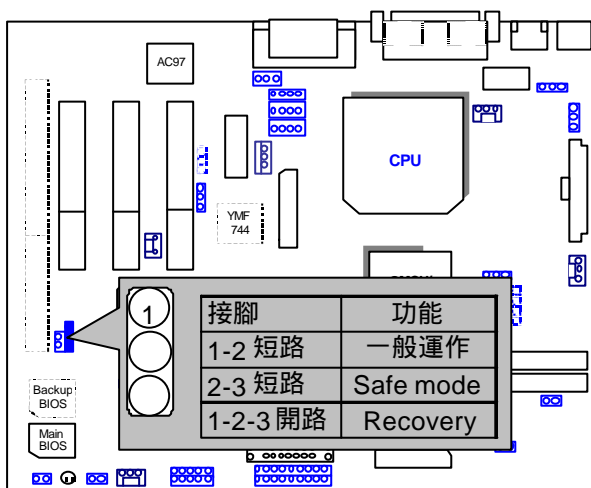 AC97
CPU
YMF
744
1
接腳 功能
1-2 短路 一般運作
2-3 短路 Safe mode
1-2-3 開路 Recovery
Backup
BIOS
Main
BIOS